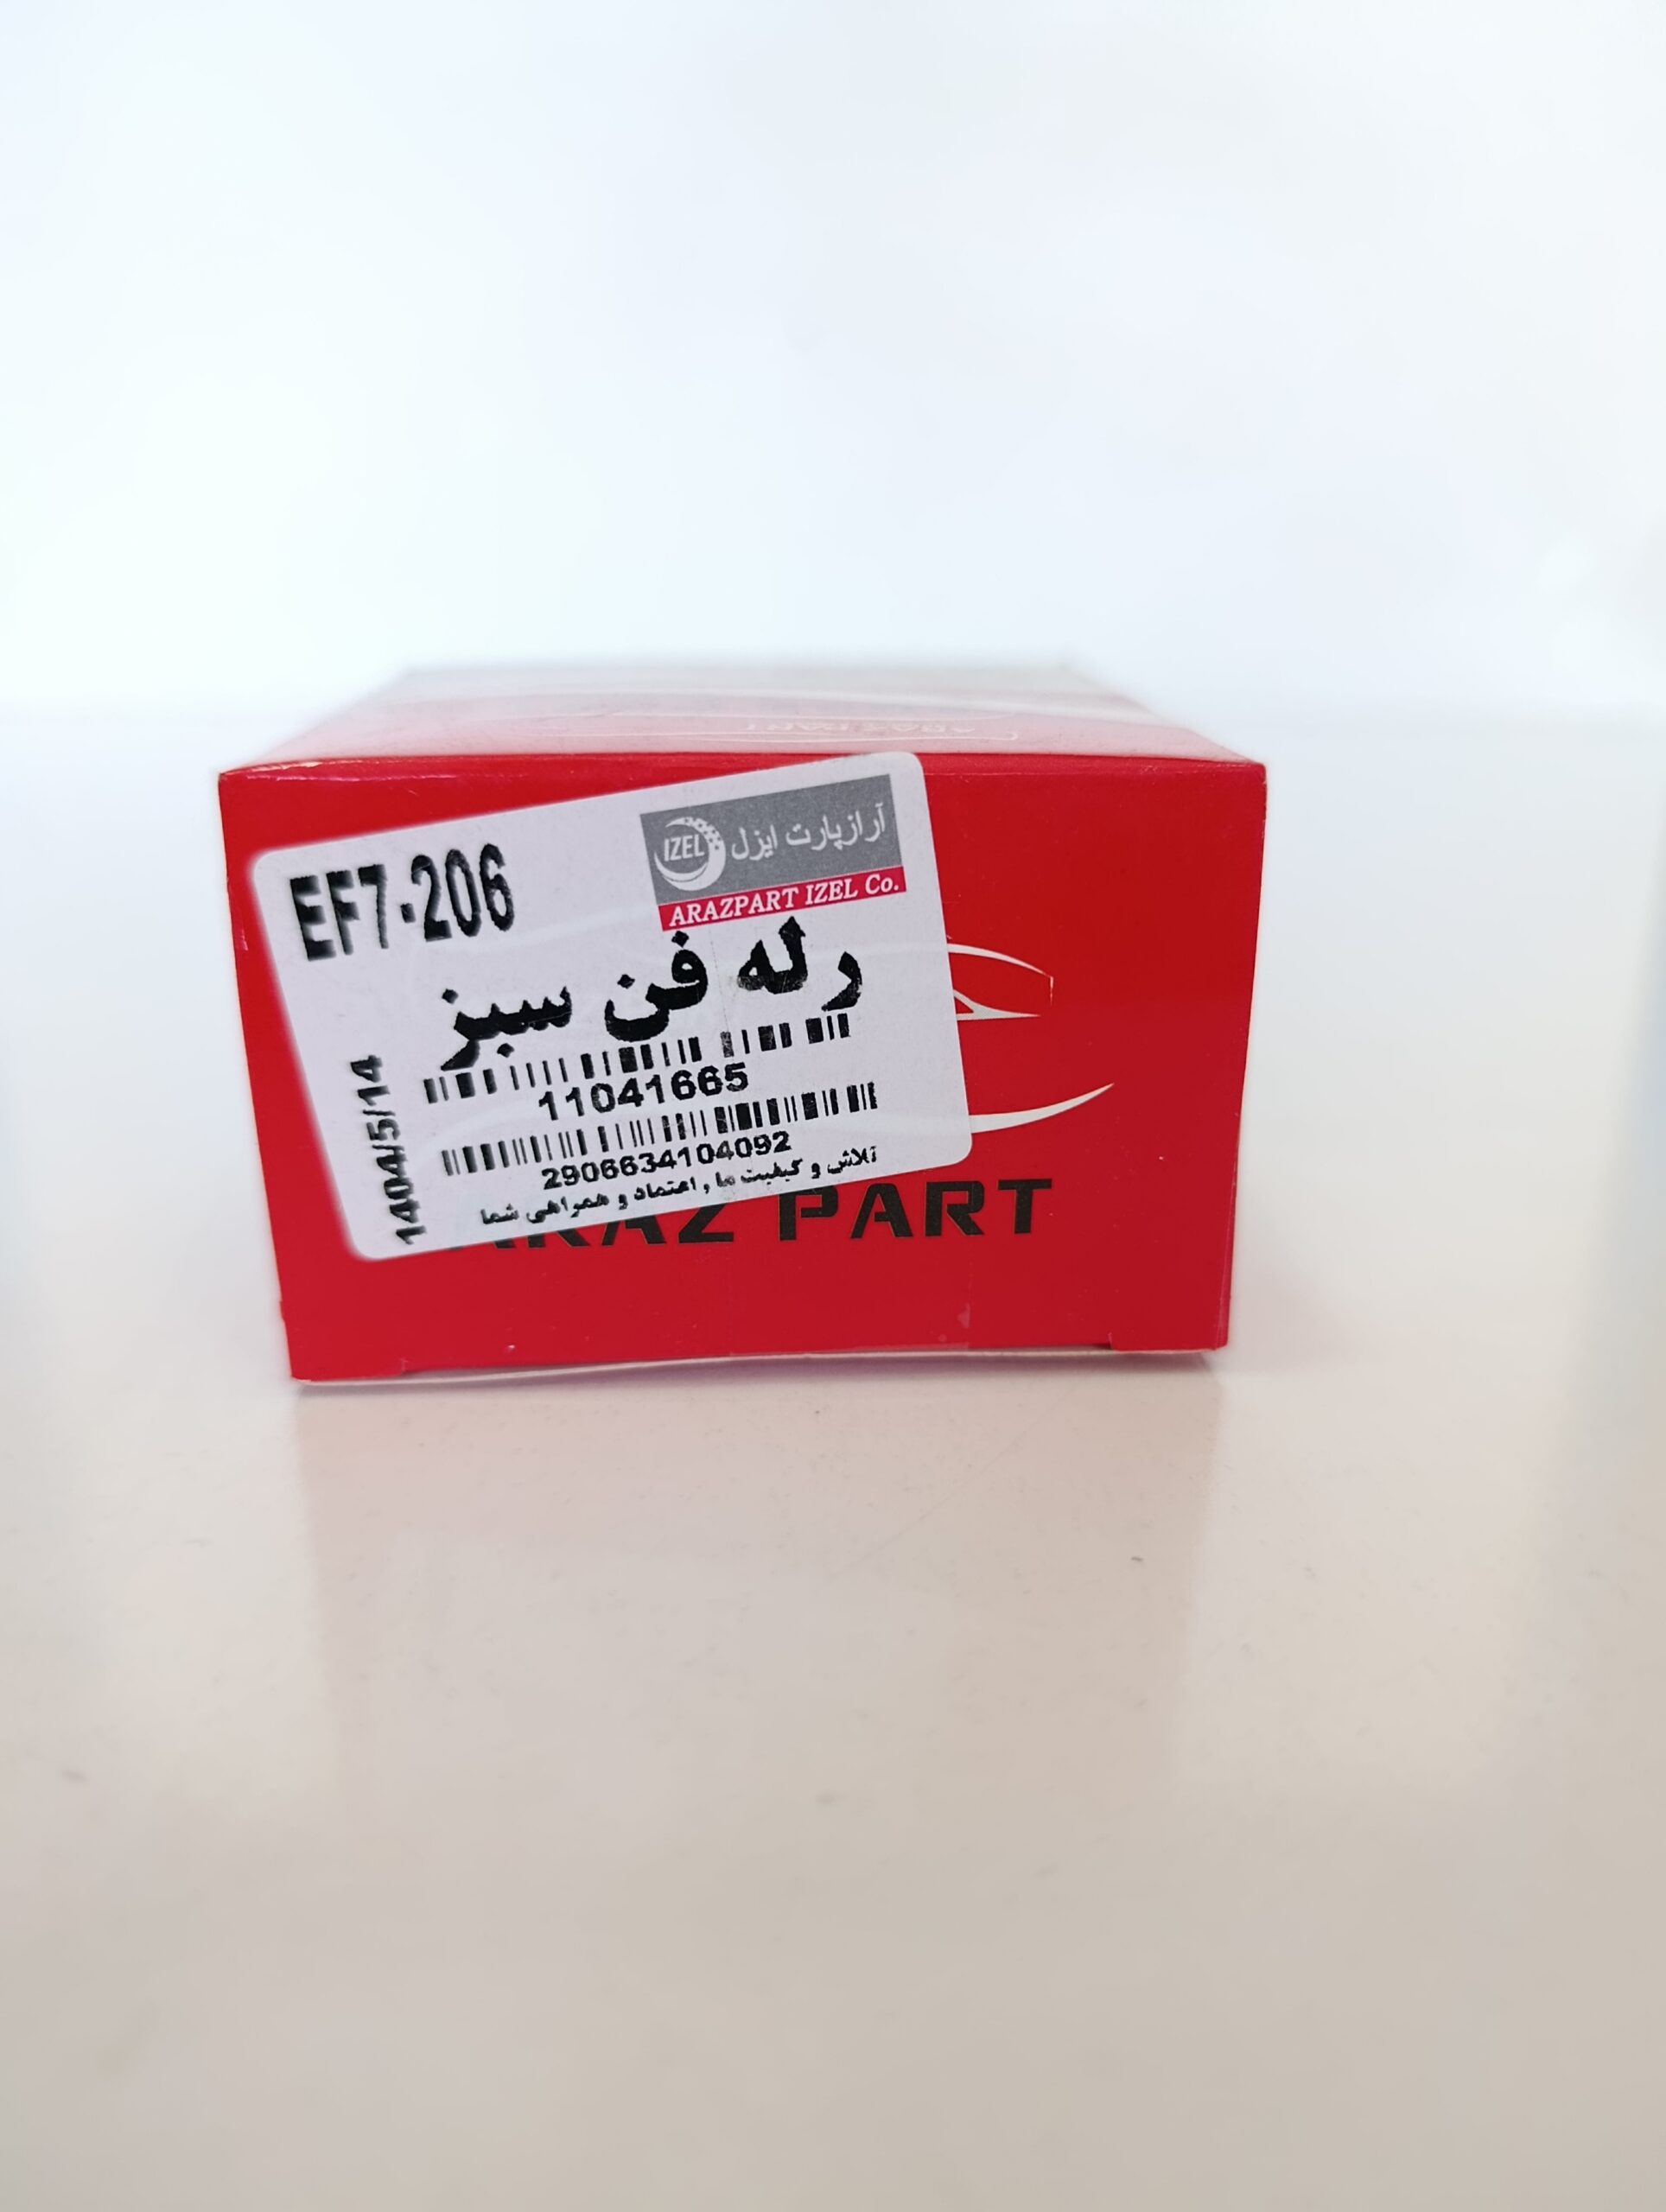 آرازپارت ایزل
IZEL
ARAZPART IZEL Co.
EF7-206
رله فن سبز
11041665
2906634104092
تلاش و کیفیت ما , اعتماد و همراهی شما
1404/5/14
ARAZ PART